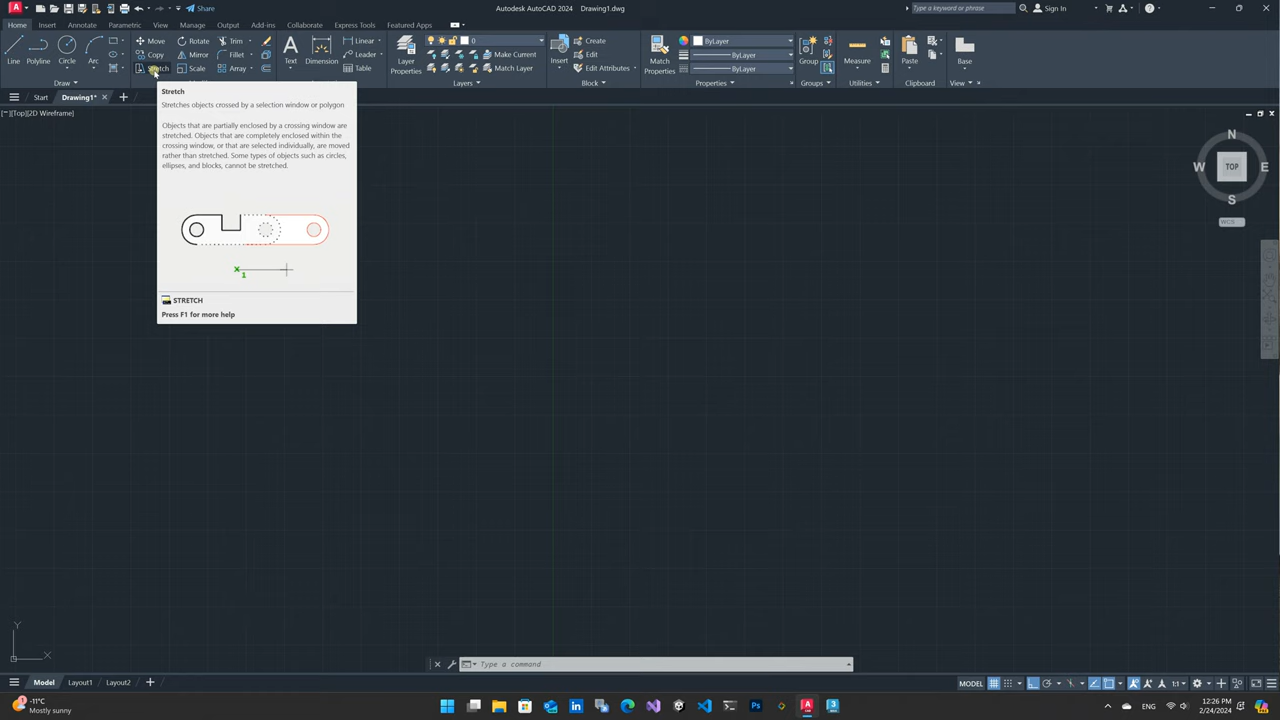 Share
Autodesk AutoCAD 2024 Drawing1.dwg
Type a keyword or phrase
Sign In
Home Insert Annotate Parametric View Manage Output Add-ins Collaborate Express Tools Featured Apps
Line Polyline Circle Arc
Move Rotate Trim
Copy Mirror Fillet
Stretch Scale Array
Text Dimension
Linear
Leader
Table
Layer Properties
0
Make Current
Match Layer
Insert
Create
Edit
Edit Attributes
Match Properties
ByLayer
ByLayer
ByLayer
Group
Measure
Paste
Base
Draw Layers Block Properties Groups Utilities Clipboard View
Start Drawing1*
[−][Top][2D Wireframe]
Stretch
Stretches objects crossed by a selection window or polygon
Objects that are partially enclosed by a crossing window are
stretched. Objects that are completely enclosed within the
crossing window, or that are selected individually, are moved
rather than stretched. Some types of objects such as circles,
ellipses, and blocks, cannot be stretched.
1
STRETCH
Press F1 for more help
N
W TOP E
S
WCS
Y
X
Type a command
Model Layout1 Layout2
MODEL
1:1
-11°C
Mostly sunny
12:26 PM
2/24/2024